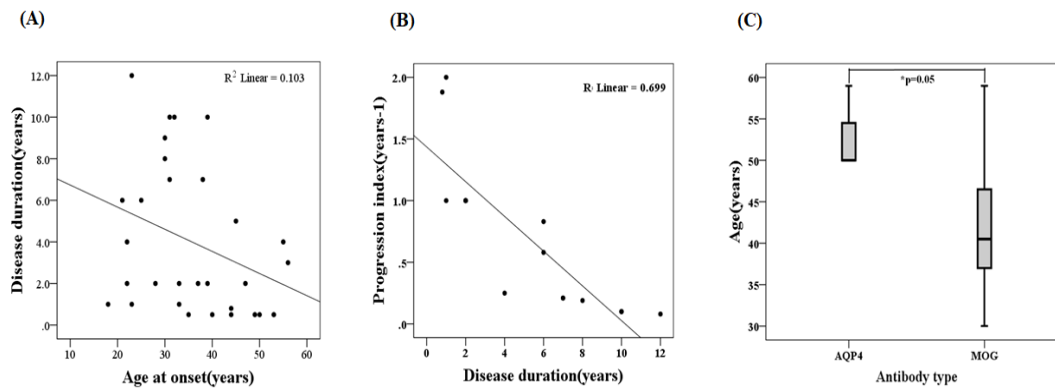 (A)
R² Linear = 0.103
12.0
10.0
8.0
6.0
4.0
2.0
.0
10 20 30 40 50 60
Disease duration(years)
Age at onset(years)
(B)
R Linear = 0.699
2.0
1.5
1.0
.5
.0
0 2 4 6 8 10 12
Progression index(years-1)
Disease duration(years)
(C)
*p=0.05
60
55
50
45
40
35
30
AQP4 MOG
Age(years)
Antibody type